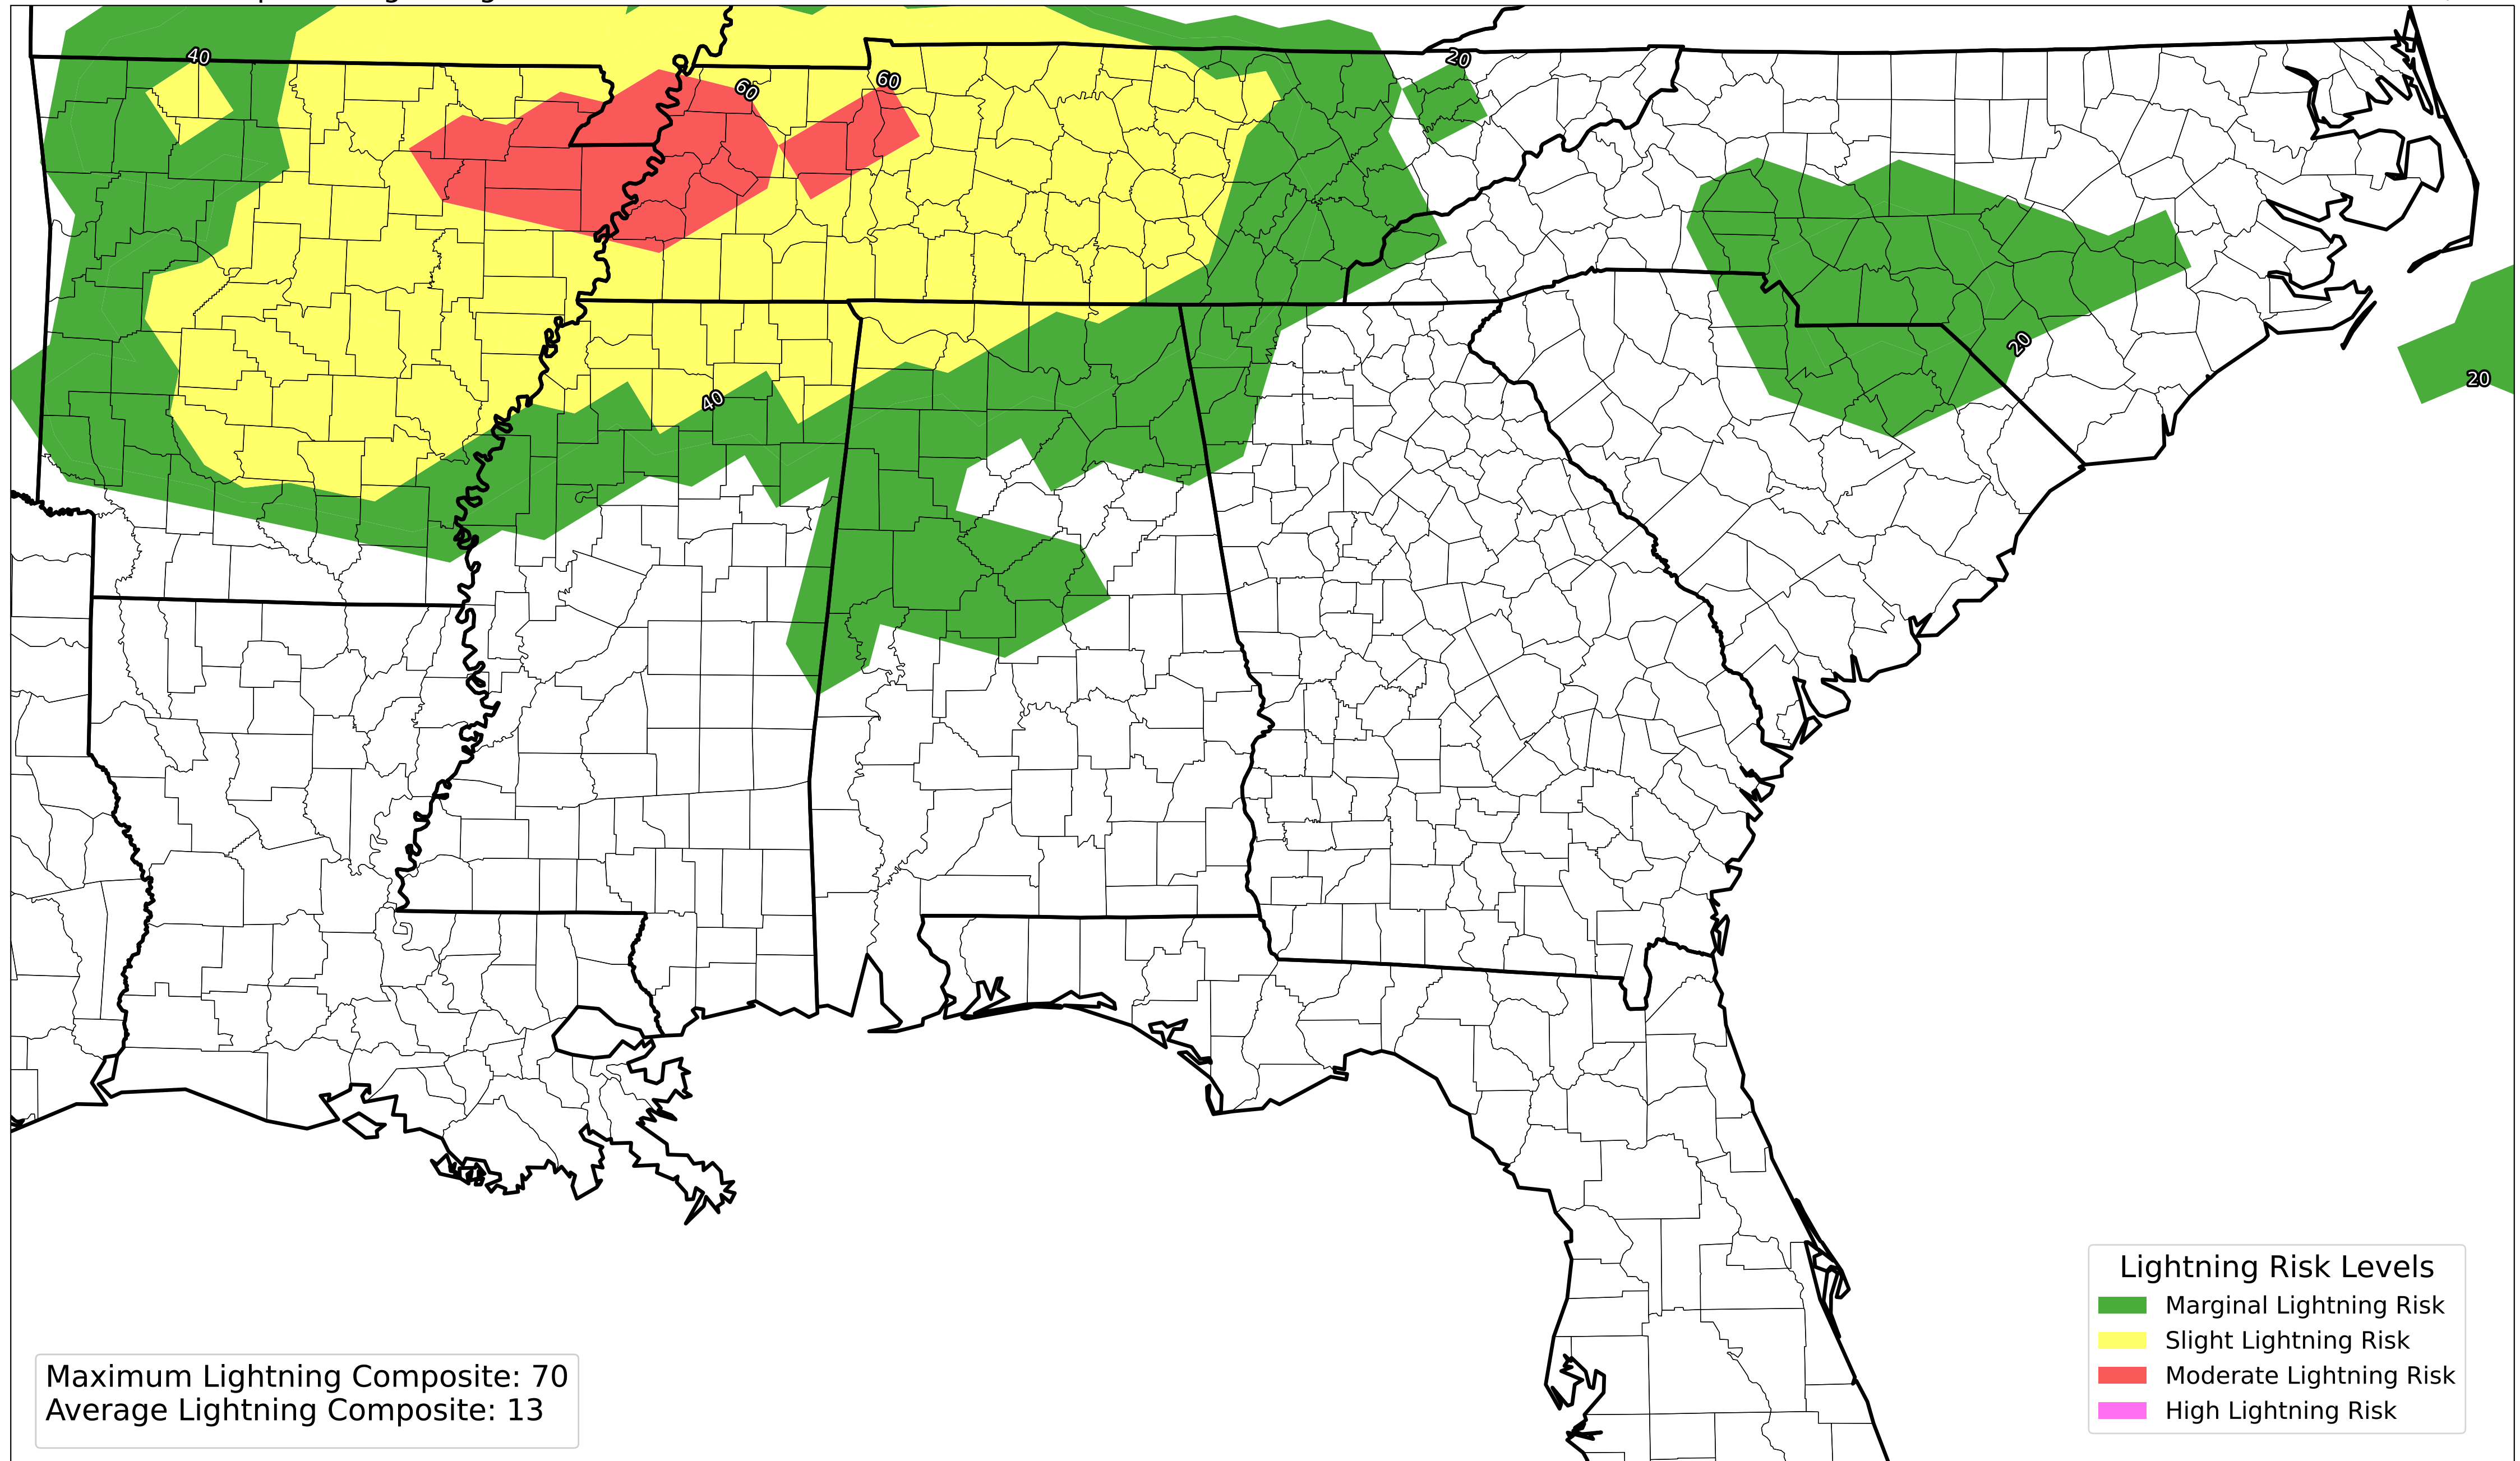 40
20
60
60
20
20
40
Lightning Risk Levels
Marginal Lightning Risk
Slight Lightning Risk
Moderate Lightning Risk
High Lightning Risk
Maximum Lightning Composite: 70
Average Lightning Composite: 13